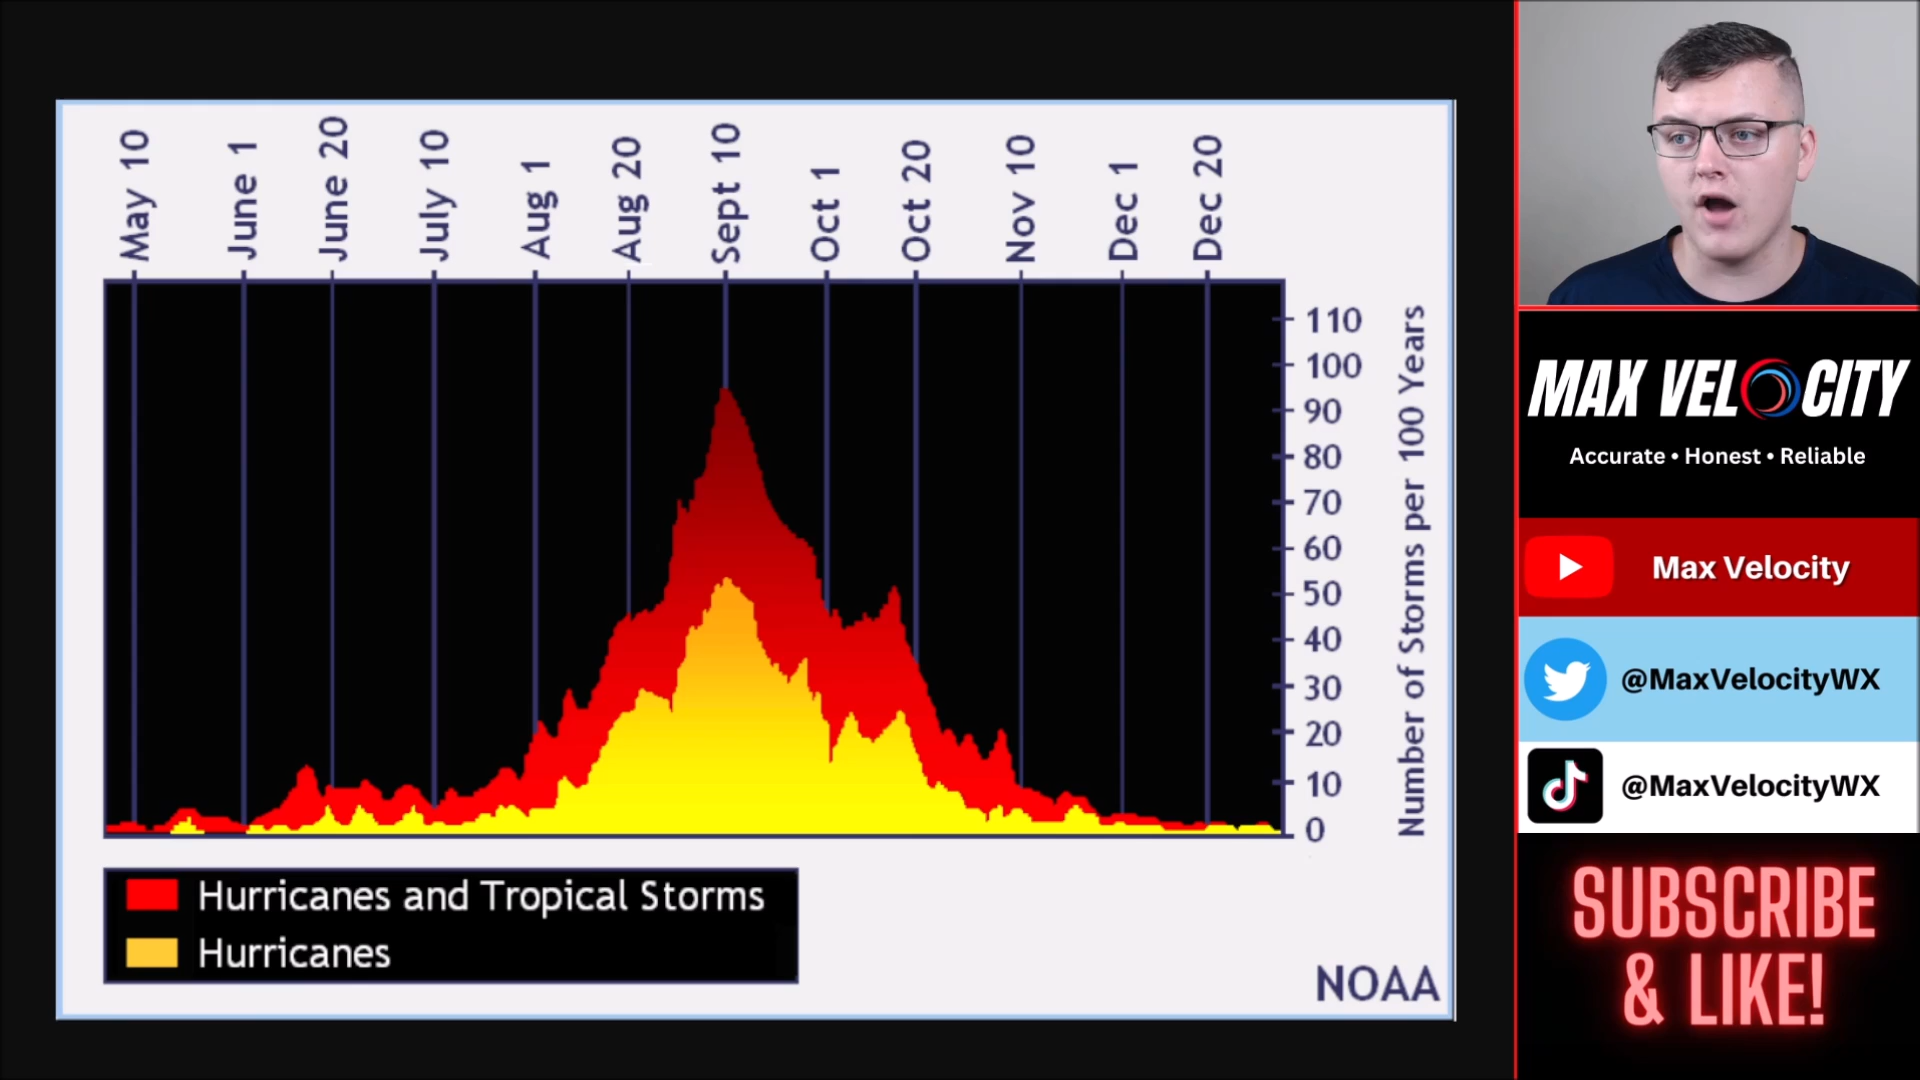 May 10
June 1
June 20
July 10
Aug 1
Aug 20
Sept 10
Oct 1
Oct 20
Nov 10
Dec 1
Dec 20
110
100
90
80
70
60
50
40
30
20
10
0
Number of Storms per 100 Years
Hurricanes and Tropical Storms
Hurricanes
NOAA
MAX VELOCITY
Accurate • Honest • Reliable
Max Velocity
@MaxVelocityWX
@MaxVelocityWX
SUBSCRIBE
& LIKE!